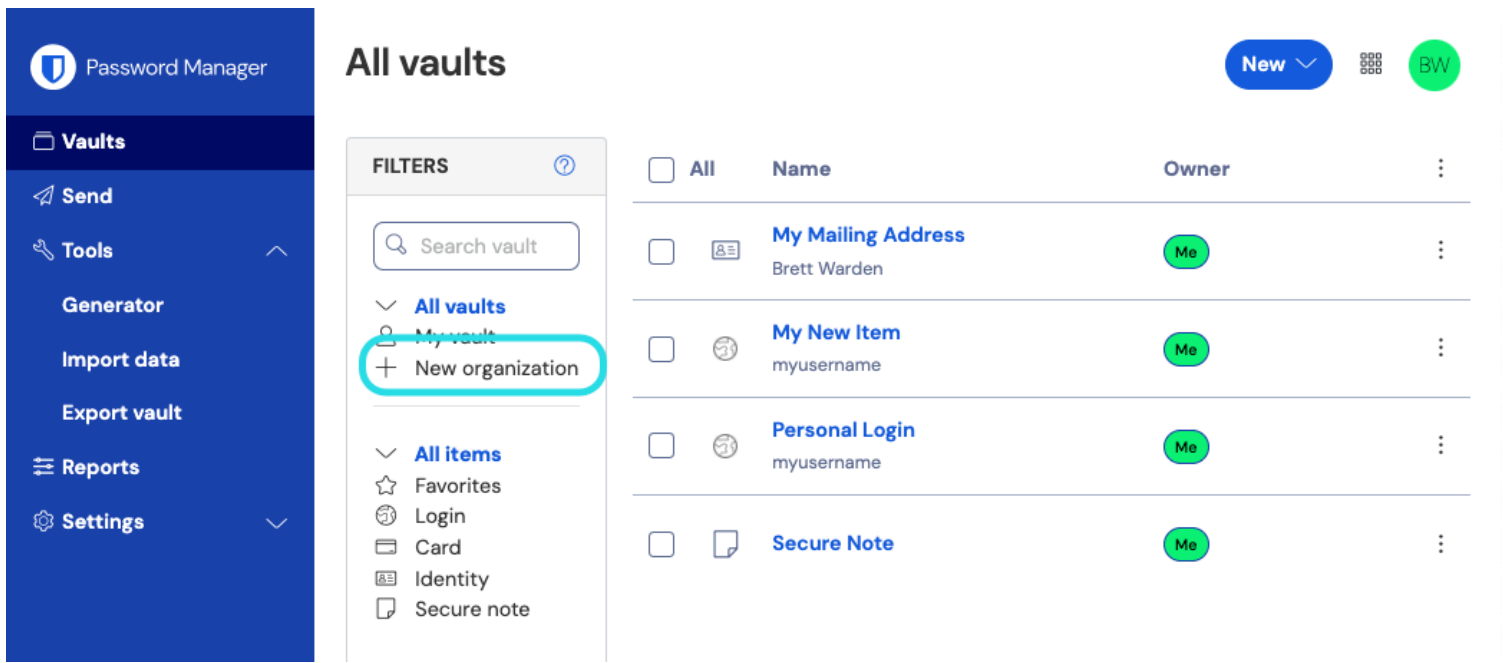 Password Manager
Vaults
Send
Tools
Generator
Import data
Export vault
Reports
Settings
All vaults
New
BW
FILTERS
Search vault
All vaults
My vault
New organization
All items
Favorites
Login
Card
Identity
Secure note
All Name Owner
My Mailing Address
Brett Warden
Me
My New Item
myusername
Me
Personal Login
myusername
Me
Secure Note
Me